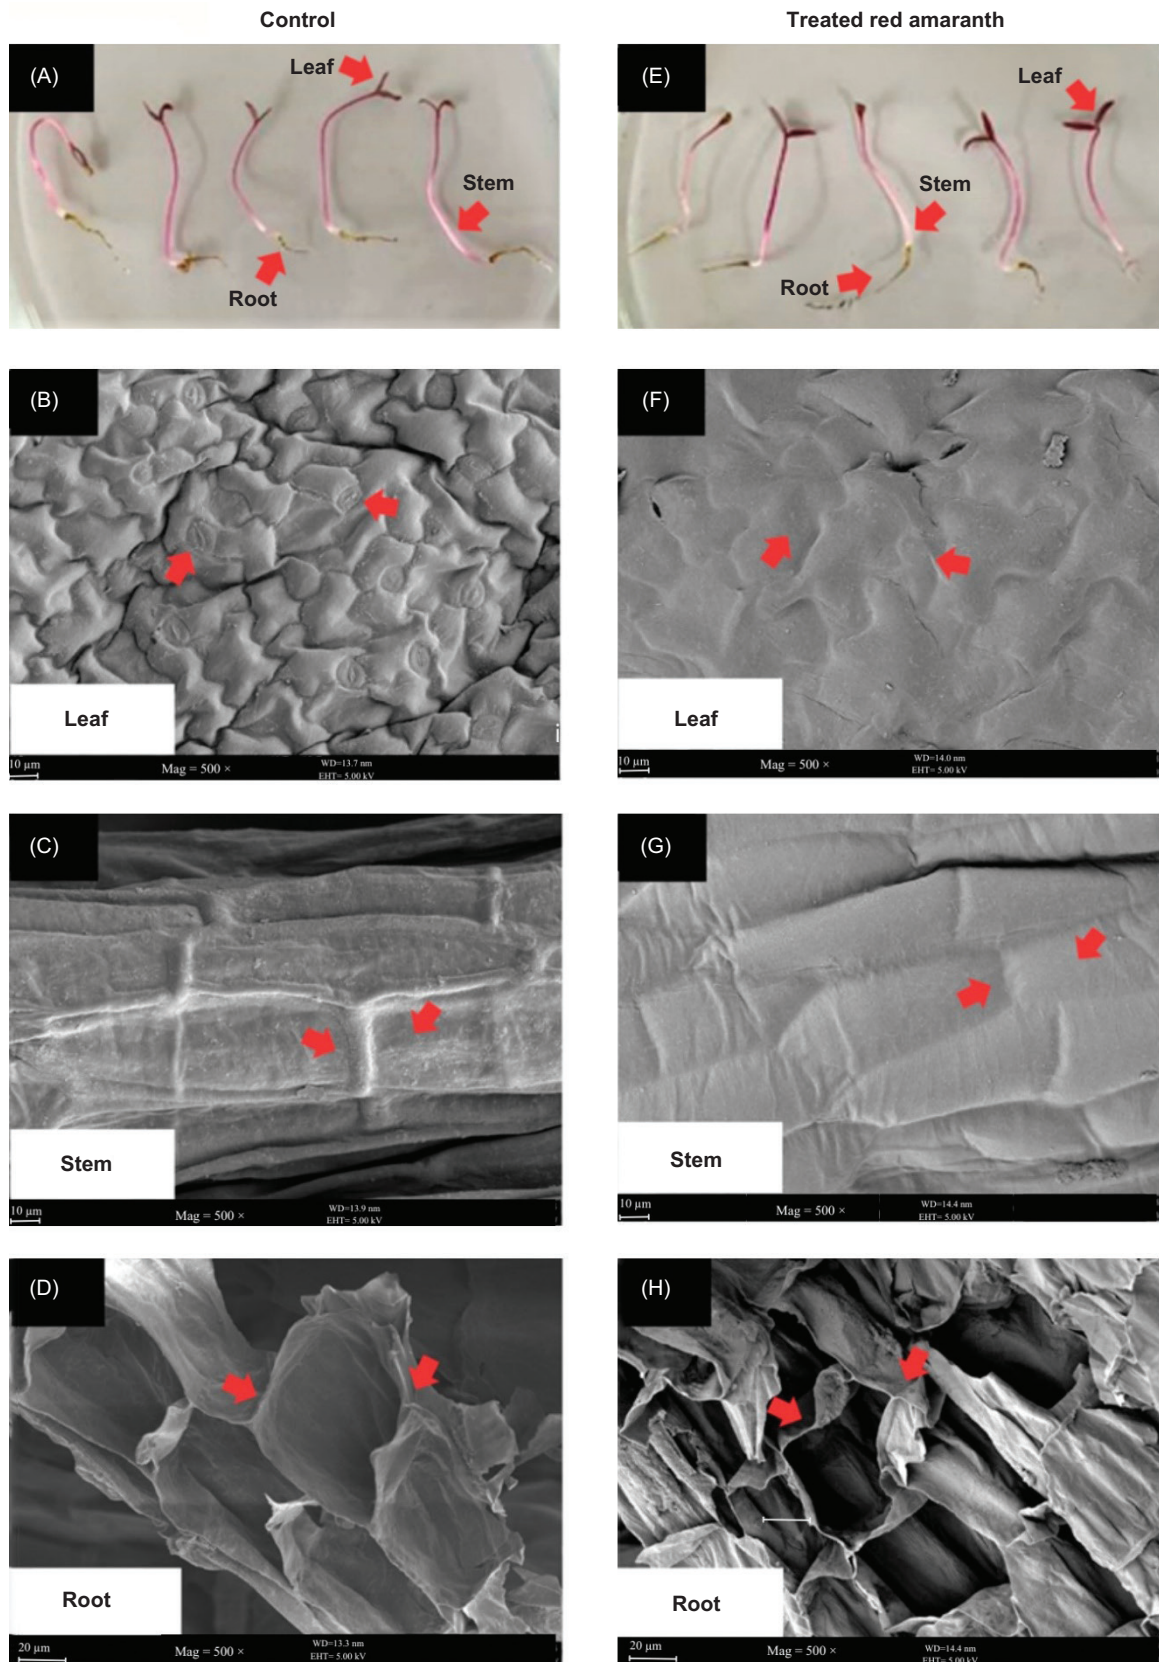 Control
Treated red amaranth
(A)
Leaf
Stem
Root
(E)
Leaf
Stem
Root
(B)
Leaf
i
10 µm
Mag = 500 ×
WD=13.7 nm
EHT= 5.00 kV
(F)
Leaf
10 µm
Mag = 500 ×
WD=14.0 nm
EHT= 5.00 kV
(C)
Stem
10 µm
Mag = 500 ×
WD=13.9 nm
EHT= 5.00 kV
(G)
Stem
10 µm
Mag = 500 ×
WD=14.4 nm
EHT= 5.00 kV
(D)
Root
20 µm
Mag = 500 ×
WD=13.3 nm
EHT= 5.00 kV
(H)
Root
20 µm
Mag = 500 ×
WD=14.4 nm
EHT= 5.00 kV